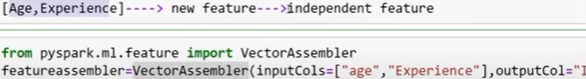 [Age,Experience]----> new feature--->independent feature
from pyspark.ml.feature import VectorAssembler
featureassembler=VectorAssembler(inputCols=["age","Experience"],outputCol="I